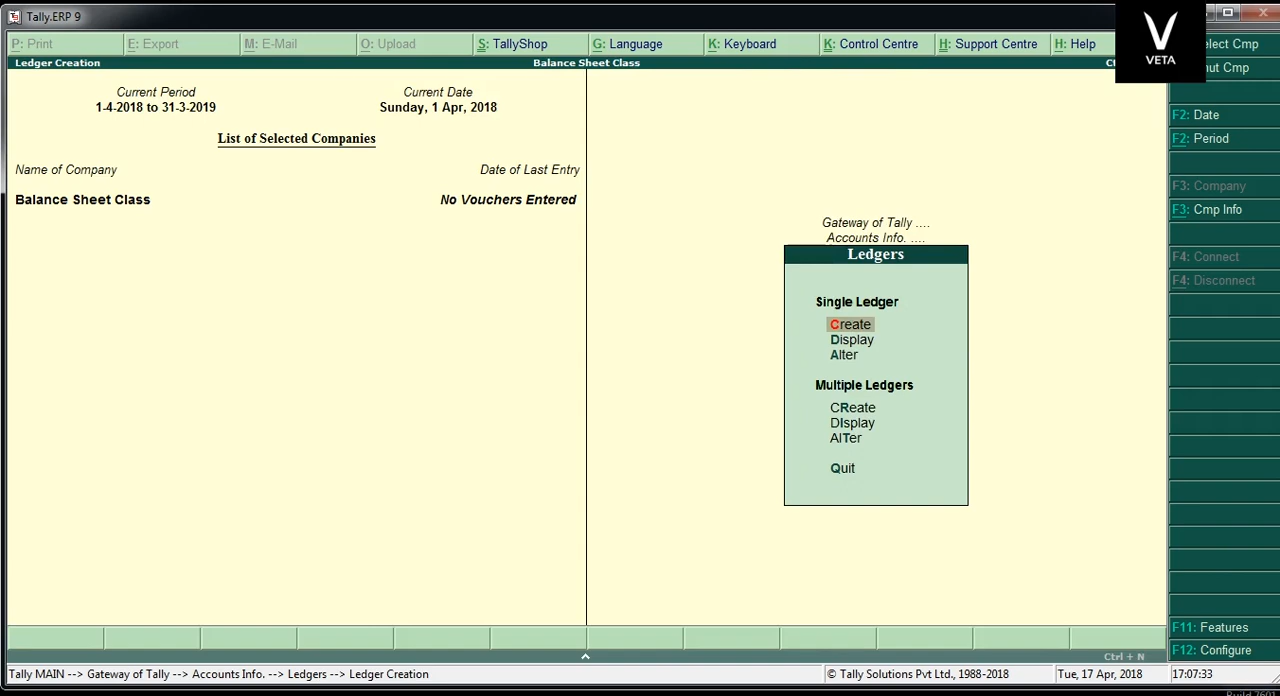 Tally.ERP 9
P: Print E: Export M: E-Mail O: Upload S: TallyShop G: Language K: Keyboard K: Control Centre H: Support Centre H: Help
Ledger Creation Balance Sheet Class
VETA
Current Period Current Date
1-4-2018 to 31-3-2019 Sunday, 1 Apr, 2018
List of Selected Companies
Name of Company Date of Last Entry
Balance Sheet Class No Vouchers Entered
Gateway of Tally ....
Accounts Info. ....
Ledgers
Single Ledger
Create
Display
Alter
Multiple Ledgers
CReate
DIsplay
AlTer
Quit
Cmp
Cmp
F2: Date
F2: Period
F3: Company
F3: Cmp Info
F4: Connect
F4: Disconnect
F11: Features
F12: Configure
Ctrl + N
Tally MAIN --> Gateway of Tally --> Accounts Info. --> Ledgers --> Ledger Creation © Tally Solutions Pvt Ltd., 1988-2018 Tue, 17 Apr, 2018 17:07:33